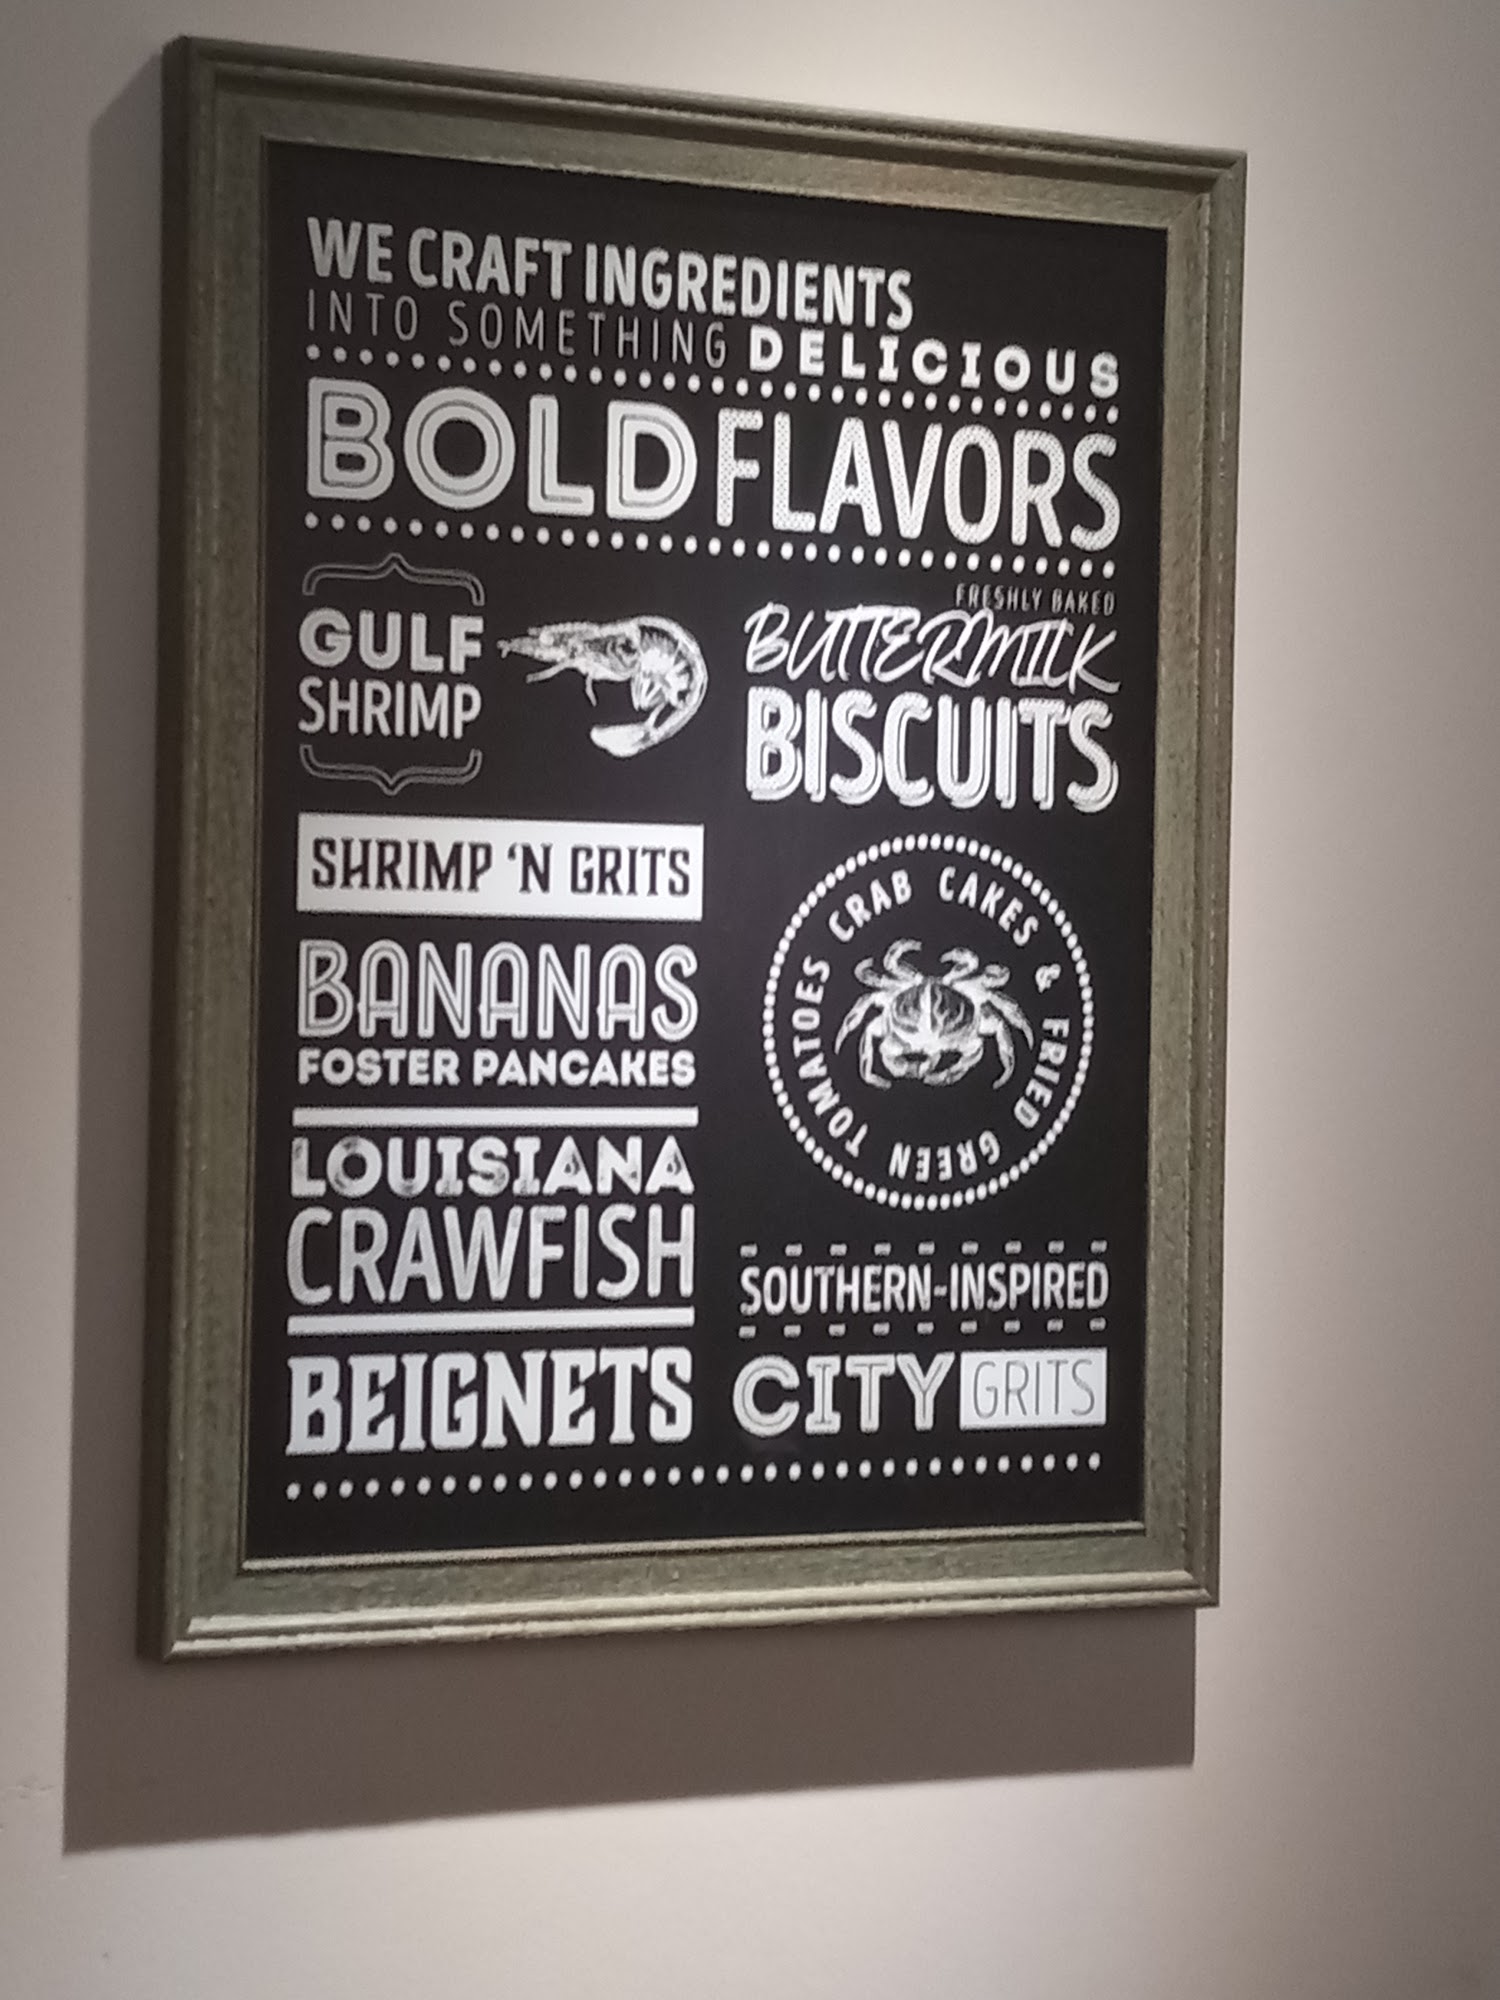 WE CRAFT INGREDIENTS
INTO SOMETHING DELICIOUS
BOLD FLAVORS
GULF
SHRIMP
FRESHLY BAKED
BUTTERMILK
BISCUITS
SHRIMP ‘N GRITS
BANANAS
FOSTER PANCAKES
LOUISIANA
CRAWFISH
BEIGNETS
CRAB CAKES & FRIED GREEN TOMATOES
SOUTHERN-INSPIRED
CITY GRITS